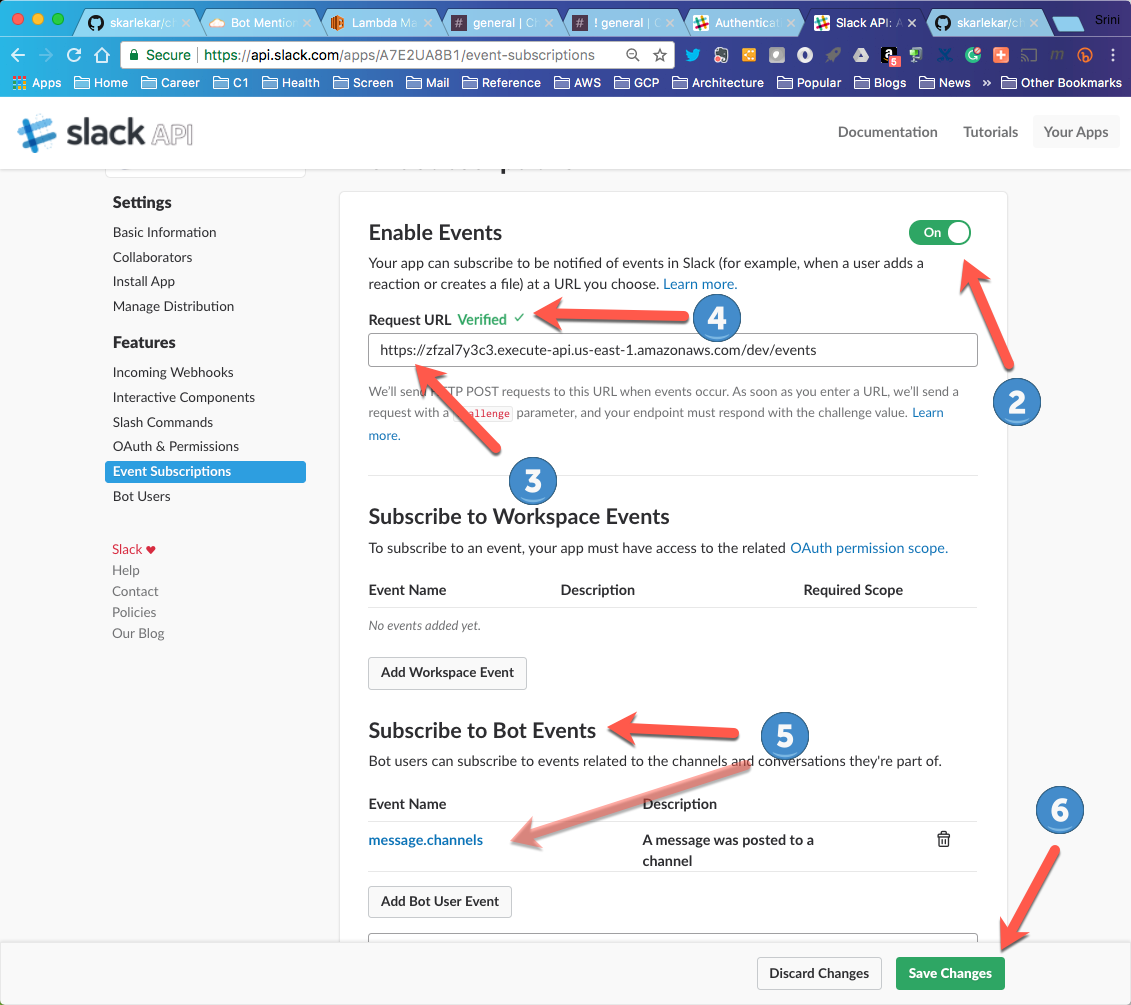 skarlekar/ch
Bot Mention
Lambda Ma
general | Ch
! general | C
Authenticat
Slack API: A
skarlekar/ch
Srini
Secure
https://api.slack.com/apps/A7E2UA8B1/event-subscriptions
5
Apps
Home
Career
C1
Health
Screen
Mail
Reference
AWS
GCP
Architecture
Popular
Blogs
News
»
Other Bookmarks
slack API
Documentation
Tutorials
Your Apps
Settings
Basic Information
Collaborators
Install App
Manage Distribution
Features
Incoming Webhooks
Interactive Components
Slash Commands
OAuth & Permissions
Event Subscriptions
Bot Users
Slack ♥
Help
Contact
Policies
Our Blog
Enable Events
On
Your app can subscribe to be notified of events in Slack (for example, when a user adds a
reaction or creates a file) at a URL you choose. Learn more.
Request URL Verified ✓
4
https://zfzal7y3c3.execute-api.us-east-1.amazonaws.com/dev/events
2
We'll send HTTP POST requests to this URL when events occur. As soon as you enter a URL, we'll send a
request with a challenge parameter, and your endpoint must respond with the challenge value. Learn
more.
3
Subscribe to Workspace Events
To subscribe to an event, your app must have access to the related OAuth permission scope.
Event Name
Description
Required Scope
No events added yet.
Add Workspace Event
Subscribe to Bot Events
5
Bot users can subscribe to events related to the channels and conversations they're part of.
Event Name
Description
6
message.channels
A message was posted to a
channel
Add Bot User Event
Discard Changes
Save Changes